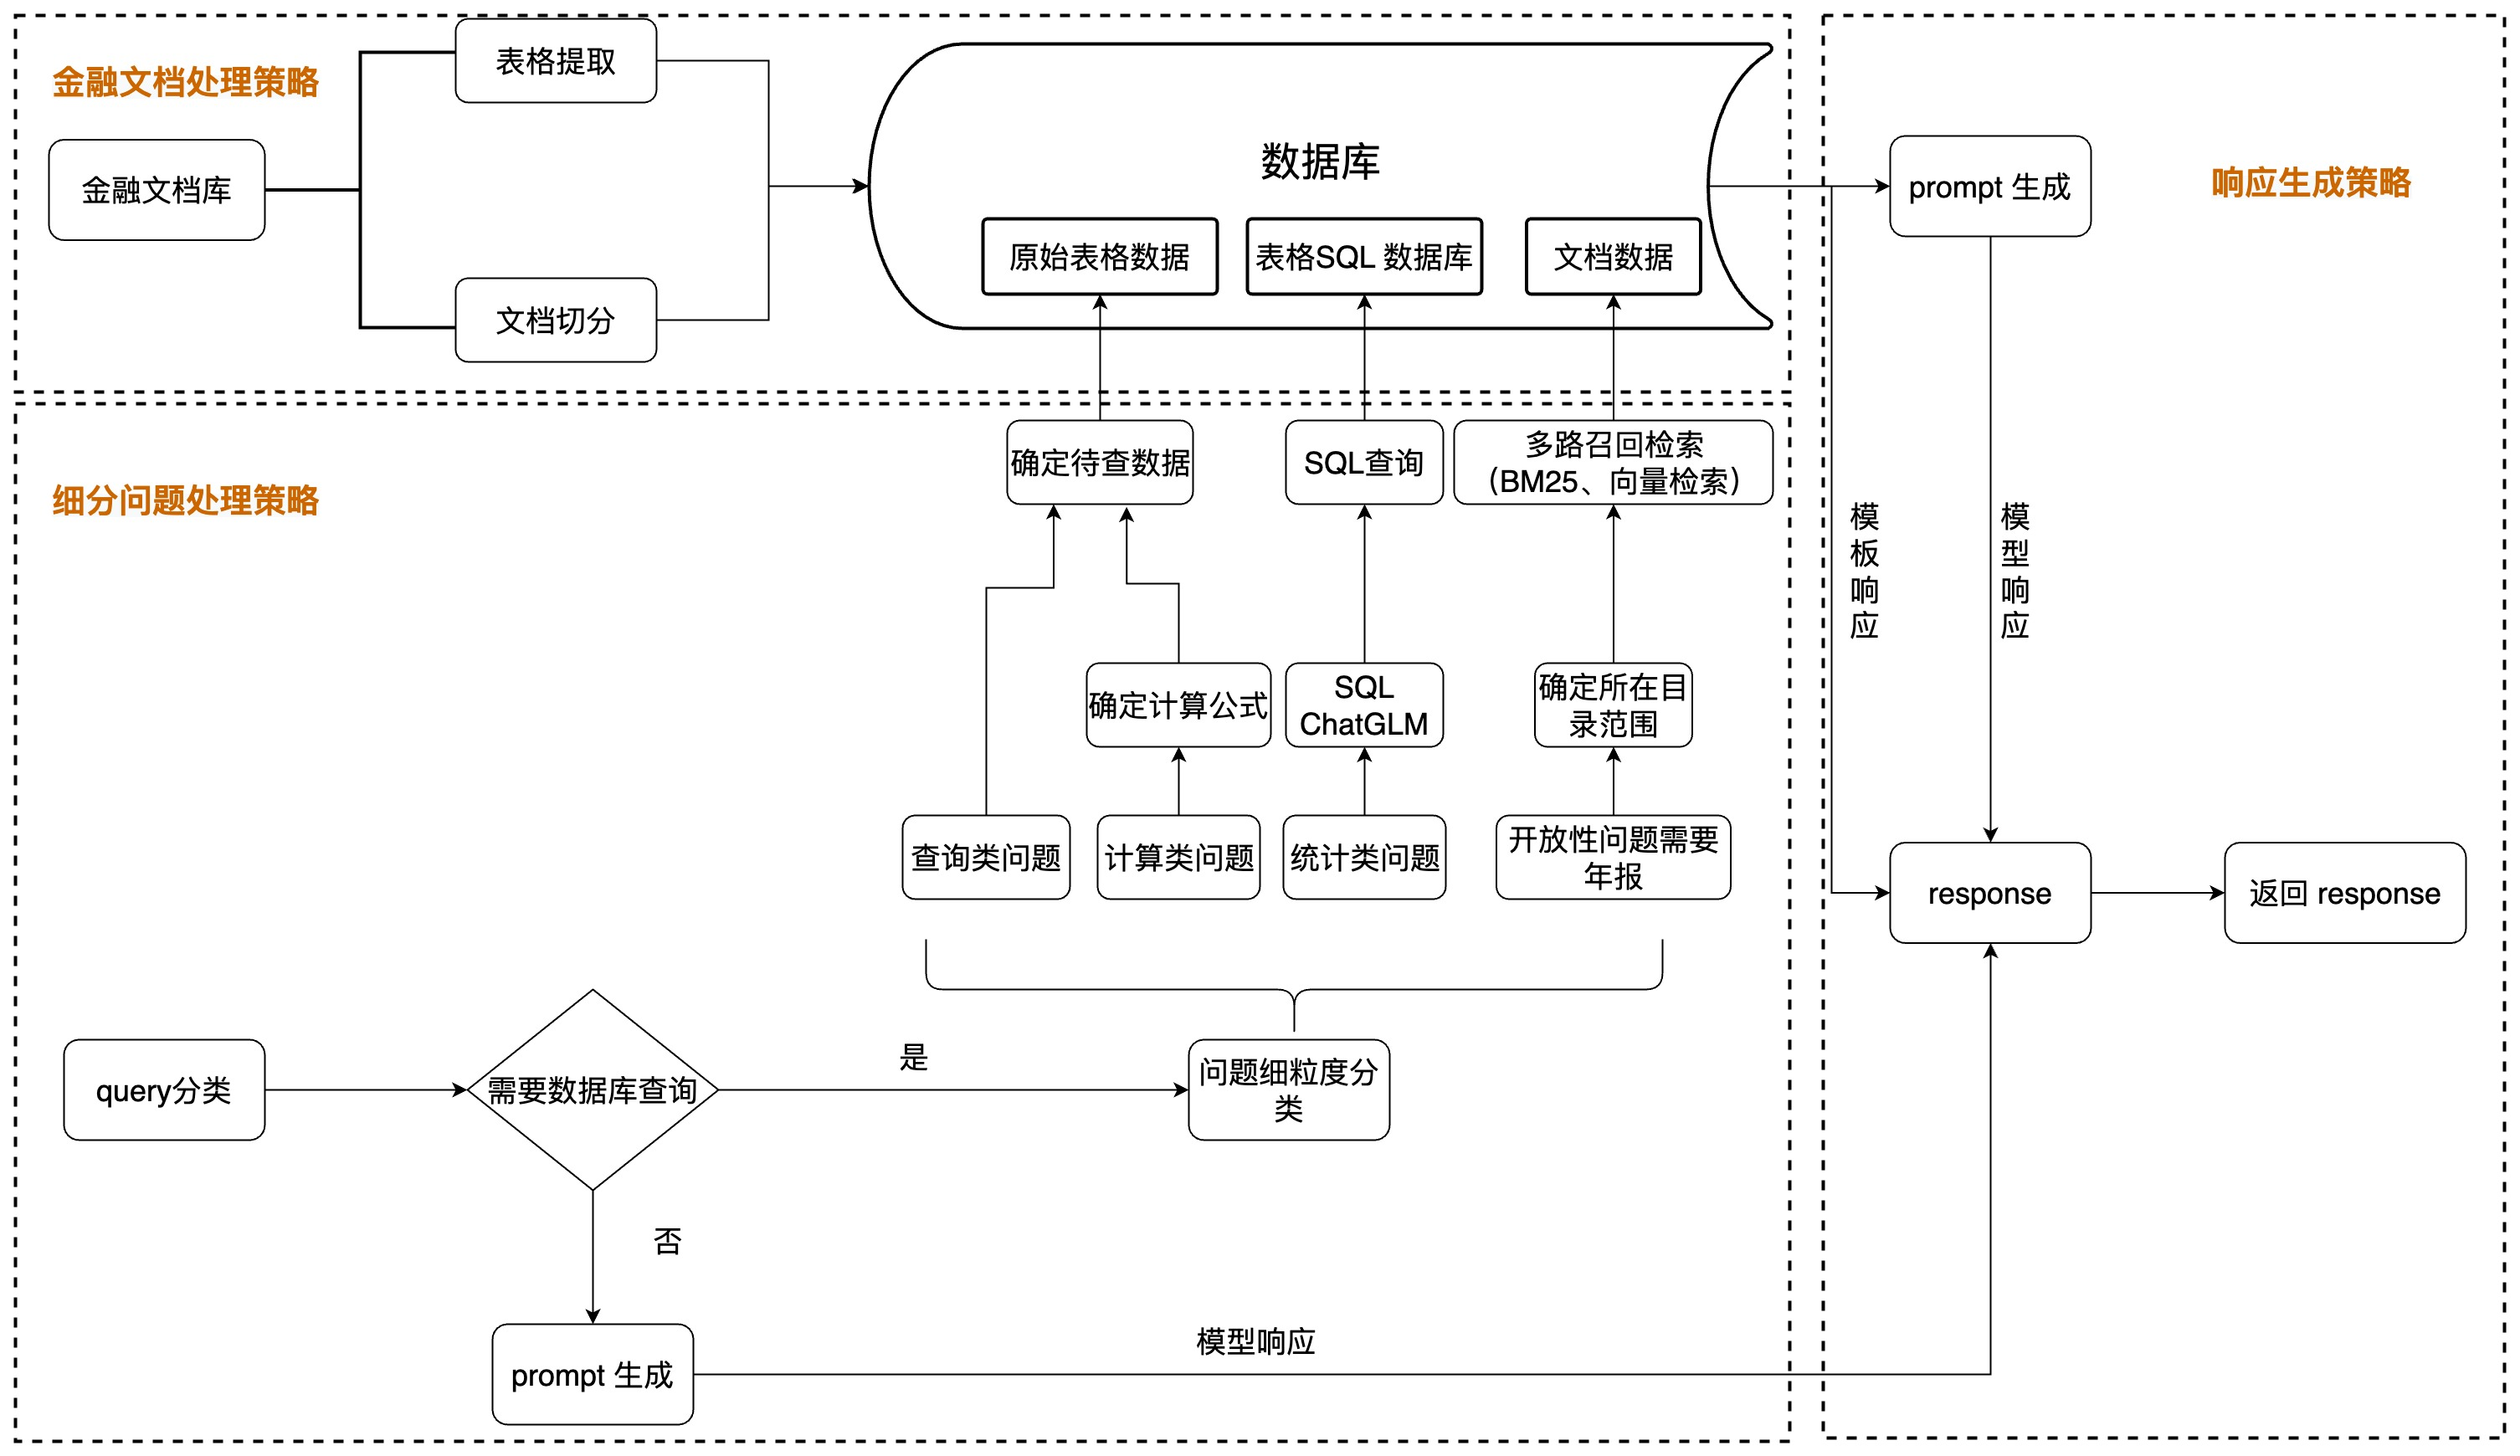 金融文档处理策略
金融文档库
表格提取
文档切分
数据库
原始表格数据
表格SQL 数据库
文档数据
prompt 生成
响应生成策略
细分问题处理策略
确定待查数据
SQL查询
多路召回检索
（BM25、向量检索）
模板响应
模型响应
确定计算公式
SQL
ChatGLM
确定所在目
录范围
查询类问题
计算类问题
统计类问题
开放性问题需要
年报
response
返回 response
query分类
需要数据库查询
是
问题细粒度分
类
否
prompt 生成
模型响应